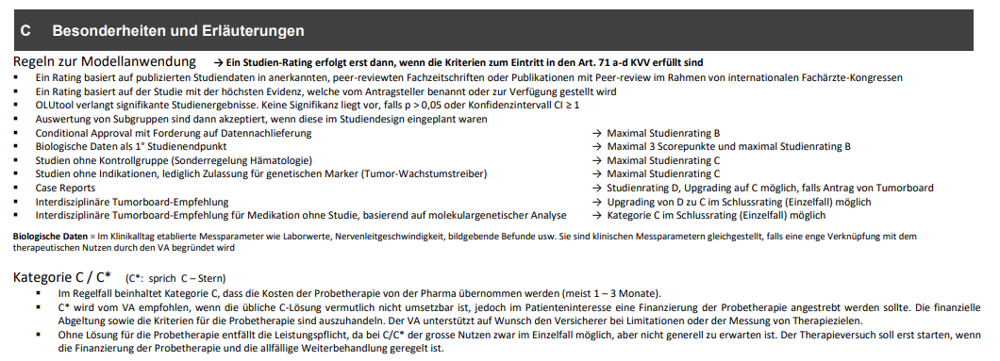 C Besonderheiten und Erläuterungen
Regeln zur Modellanwendung → Ein Studien-Rating erfolgt erst dann, wenn die Kriterien zum Eintritt in den Art. 71 a-d KVV erfüllt sind
▪ Ein Rating basiert auf publizierten Studiendaten in anerkannten, peer-reviewten Fachzeitschriften oder Publikationen mit Peer-review im Rahmen von internationalen Fachärzte-Kongressen
▪ Ein Rating basiert auf der Studie mit der höchsten Evidenz, welche vom Antragsteller benannt oder zur Verfügung gestellt wird
▪ OLUtool verlangt signifikante Studienergebnisse. Keine Signifikanz liegt vor, falls p > 0,05 oder Konfidenzintervall CI ≥ 1
▪ Auswertung von Subgruppen sind dann akzeptiert, wenn diese im Studiendesign eingeplant waren
▪ Conditional Approval mit Forderung auf Datennachlieferung → Maximal Studienrating B
▪ Biologische Daten als 1° Studienendpunkt → Maximal 3 Scorepunkte und maximal Studienrating B
▪ Studien ohne Kontrollgruppe (Sonderregelung Hämatologie) → Maximal Studienrating C
▪ Studien ohne Indikationen, lediglich Zulassung für genetischen Marker (Tumor-Wachstumstreiber) → Maximal Studienrating C
▪ Case Reports → Studienrating D, Upgrading auf C möglich, falls Antrag von Tumorboard
▪ Interdisziplinäre Tumorboard-Empfehlung → Upgrading von D zu C im Schlussrating (Einzelfall) möglich
▪ Interdisziplinäre Tumorboard-Empfehlung für Medikation ohne Studie, basierend auf molekulargenetischer Analyse → Kategorie C im Schlussrating (Einzelfall) möglich
Biologische Daten = Im Klinikalltag etablierte Messparameter wie Laborwerte, Nervenleitgeschwindigkeit, bildgebende Befunde usw. Sie sind klinischen Messparametern gleichgestellt, falls eine enge Verknüpfung mit dem
therapeutischen Nutzen durch den VA begründet wird
Kategorie C / C* (C*: sprich C – Stern)
▪ Im Regelfall beinhaltet Kategorie C, dass die Kosten der Probetherapie von der Pharma übernommen werden (meist 1 – 3 Monate).
▪ C* wird vom VA empfohlen, wenn die übliche C-Lösung vermutlich nicht umsetzbar ist, jedoch im Patienteninteresse eine Finanzierung der Probetherapie angestrebt werden sollte. Die finanzielle
Abgeltung sowie die Kriterien für die Probetherapie sind auszuhandeln. Der VA unterstützt auf Wunsch den Versicherer bei Limitationen oder der Messung von Therapiezielen.
▪ Ohne Lösung für die Probetherapie entfällt die Leistungspflicht, da bei C/C* der grosse Nutzen zwar im Einzelfall möglich, aber nicht generell zu erwarten ist. Der Therapieversuch soll erst starten, wenn
die Finanzierung der Probetherapie und die allfällige Weiterbehandlung geregelt ist.